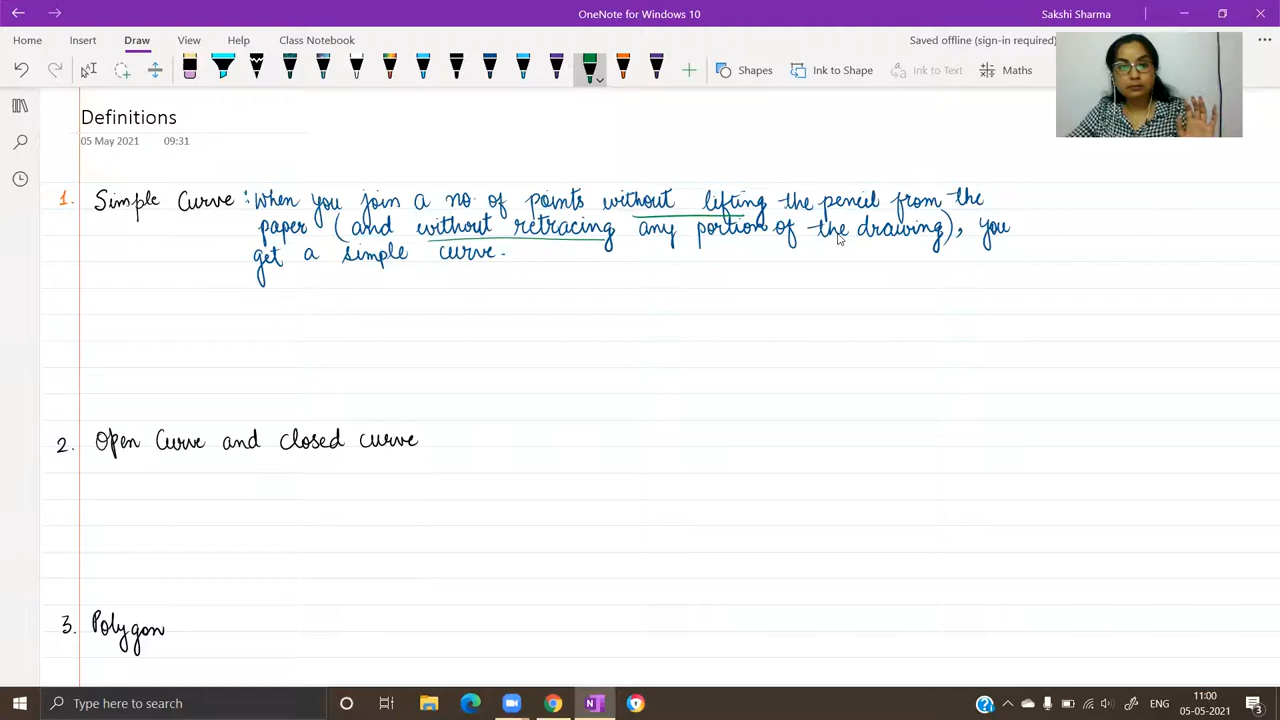 OneNote for Windows 10
Sakshi Sharma
Home Insert Draw View Help Class Notebook
Saved offline (sign-in required)
Shapes Ink to Shape Ink to Text Maths
Definitions
05 May 2021 09:31
1. Simple Curve : When you join a no. of points without lifting the pencil from the
paper (and without retracing any portion of the drawing), you
get a simple curve.
2. Open Curve and closed curve
3. Polygon
Type here to search
ENG
11:00
05-05-2021
3